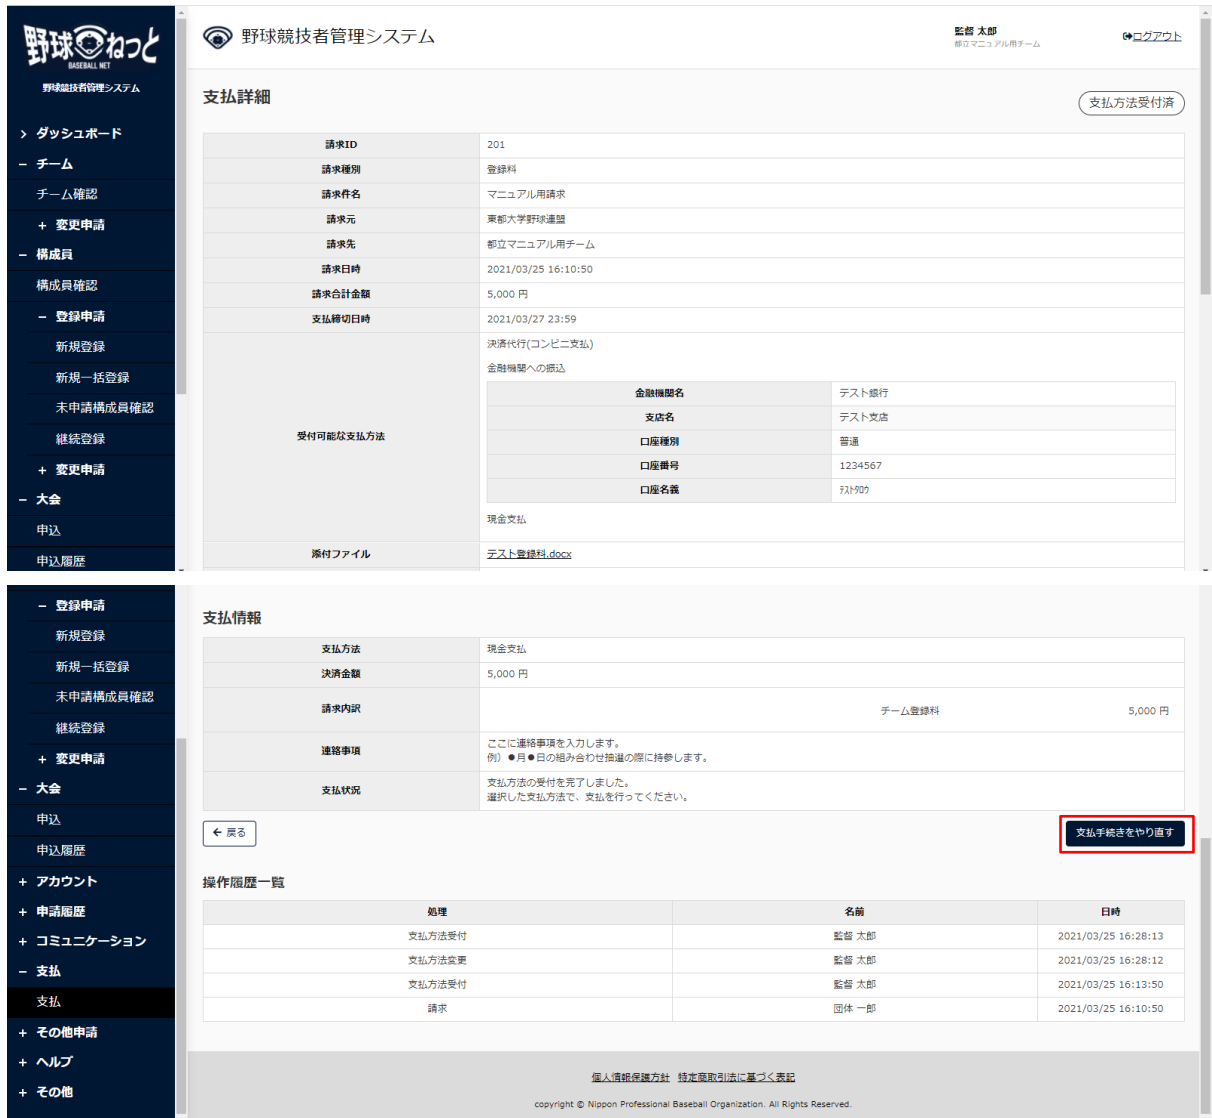 野球ねっと
BASEBALL NET
野球競技者管理システム
> ダッシュボード
− チーム
チーム確認
+ 変更申請
− 構成員
構成員確認
− 登録申請
新規登録
新規一括登録
未申請構成員確認
継続登録
+ 変更申請
− 大会
申込
申込履歴
野球競技者管理システム
監督 太郎
都立マニュアル用チーム
ログアウト
支払詳細
支払方法受付済
請求ID 201
請求種別 登録料
請求件名 マニュアル用請求
請求元 東都大学野球連盟
請求先 都立マニュアル用チーム
請求日時 2021/03/25 16:10:50
請求合計金額 5,000 円
支払締切日時 2021/03/27 23:59
受付可能な支払方法
決済代行(コンビニ支払)
金融機関への振込
金融機関名 テスト銀行
支店名 テスト支店
口座種別 普通
口座番号 1234567
口座名義 ﾃｽﾄﾀﾛｳ
現金支払
添付ファイル テスト登録料.docx
− 登録申請
新規登録
新規一括登録
未申請構成員確認
継続登録
+ 変更申請
− 大会
申込
申込履歴
+ アカウント
+ 申請履歴
+ コミュニケーション
− 支払
支払
+ その他申請
+ ヘルプ
+ その他
支払情報
支払方法 現金支払
決済金額 5,000 円
請求内訳 チーム登録料 5,000 円
連絡事項 ここに連絡事項を入力します。
例）●月●日の組み合わせ抽選の際に持参します。
支払状況 支払方法の受付を完了しました。
選択した支払方法で、支払を行ってください。
← 戻る
支払手続きをやり直す
操作履歴一覧
処理 名前 日時
支払方法受付 監督 太郎 2021/03/25 16:28:13
支払方法変更 監督 太郎 2021/03/25 16:28:12
支払方法受付 監督 太郎 2021/03/25 16:13:50
請求 団体 一郎 2021/03/25 16:10:50
個人情報保護方針 特定商取引法に基づく表記
copyright © Nippon Professional Baseball Organization. All Rights Reserved.